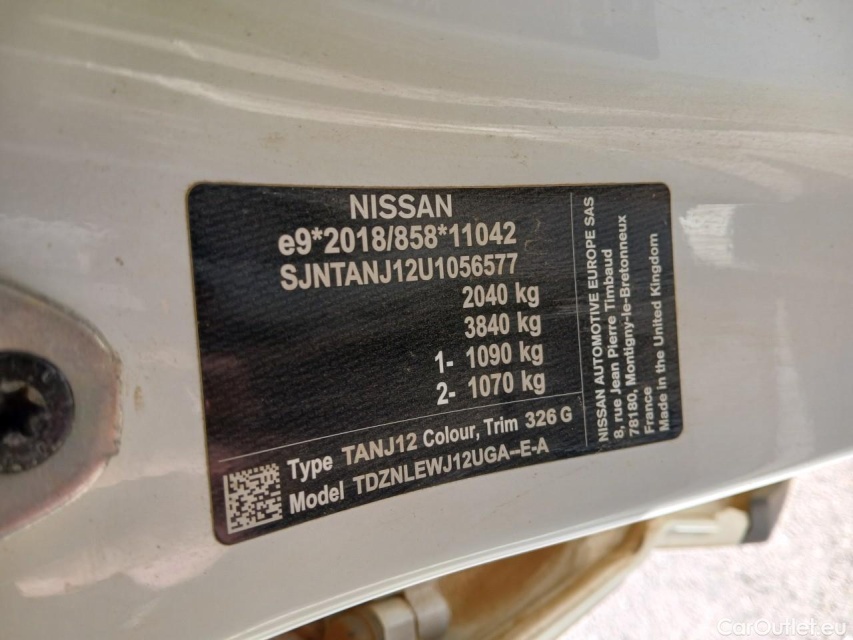 NISSAN
e9*2018/858*11042
SJNTANJ12U1056577
2040 kg
3840 kg
1- 1090 kg
2- 1070 kg
Type TANJ12 Colour, Trim 326 G
Model TDZNLEWJ12UGA--E-A
NISSAN AUTOMOTIVE EUROPE SAS
8, rue Jean Pierre Timbaud
78180, Montigny-le-Bretonneux
France
Made in the United Kingdom
CarOutlet.eu